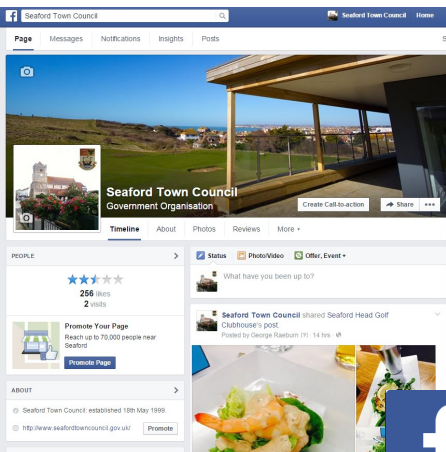 f Seaford Town Council Seaford Town Council Home
Page Messages Notifications Insights Posts S
Seaford Town Council
Government Organisation
Create Call-to-action Share •••
Timeline About Photos Reviews More
PEOPLE
256 likes
2 visits
Promote Your Page
Reach up to 70,000 people near
Seaford
Promote Page
ABOUT
Seaford Town Council: established 18th May 1999.
http://www.seafordtowncouncil.gov.uk/ Promote
Status Photo/Video Offer, Event +
What have you been up to?
Seaford Town Council shared Seaford Head Golf
Clubhouse's post.
Posted by George Raeburn [?] · 14 hrs ·